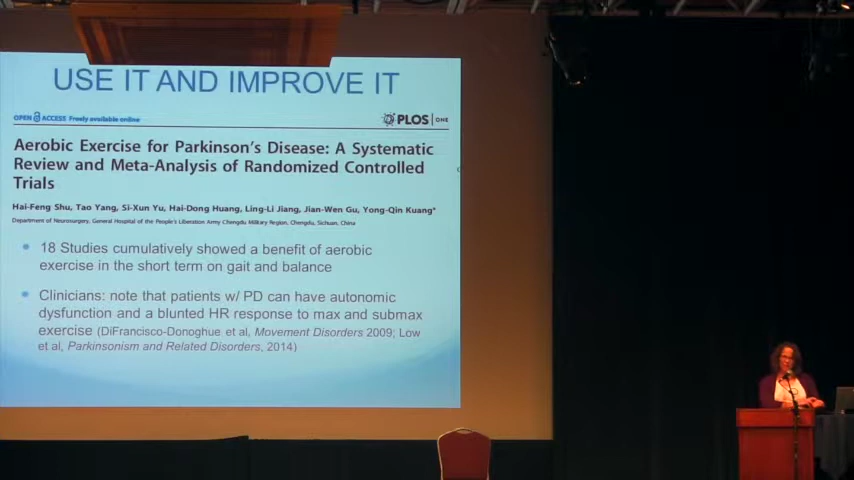 USE IT AND IMPROVE IT
OPEN ACCESS Freely available online
PLOS ONE
Aerobic Exercise for Parkinson's Disease: A Systematic
Review and Meta-Analysis of Randomized Controlled
Trials
Hai-Feng Shu, Tao Yang, Si-Xun Yu, Hai-Dong Huang, Ling-Li Jiang, Jian-Wen Gu, Yong-Qin Kuang*
Department of Neurosurgery, General Hospital of the People's Liberation Army Chengdu Military Region, Chengdu, Sichuan, China
• 18 Studies cumulatively showed a benefit of aerobic
exercise in the short term on gait and balance
• Clinicians: note that patients w/ PD can have autonomic
dysfunction and a blunted HR response to max and submax
exercise (DiFrancisco-Donoghue et al, Movement Disorders 2009; Low
et al, Parkinsonism and Related Disorders, 2014)